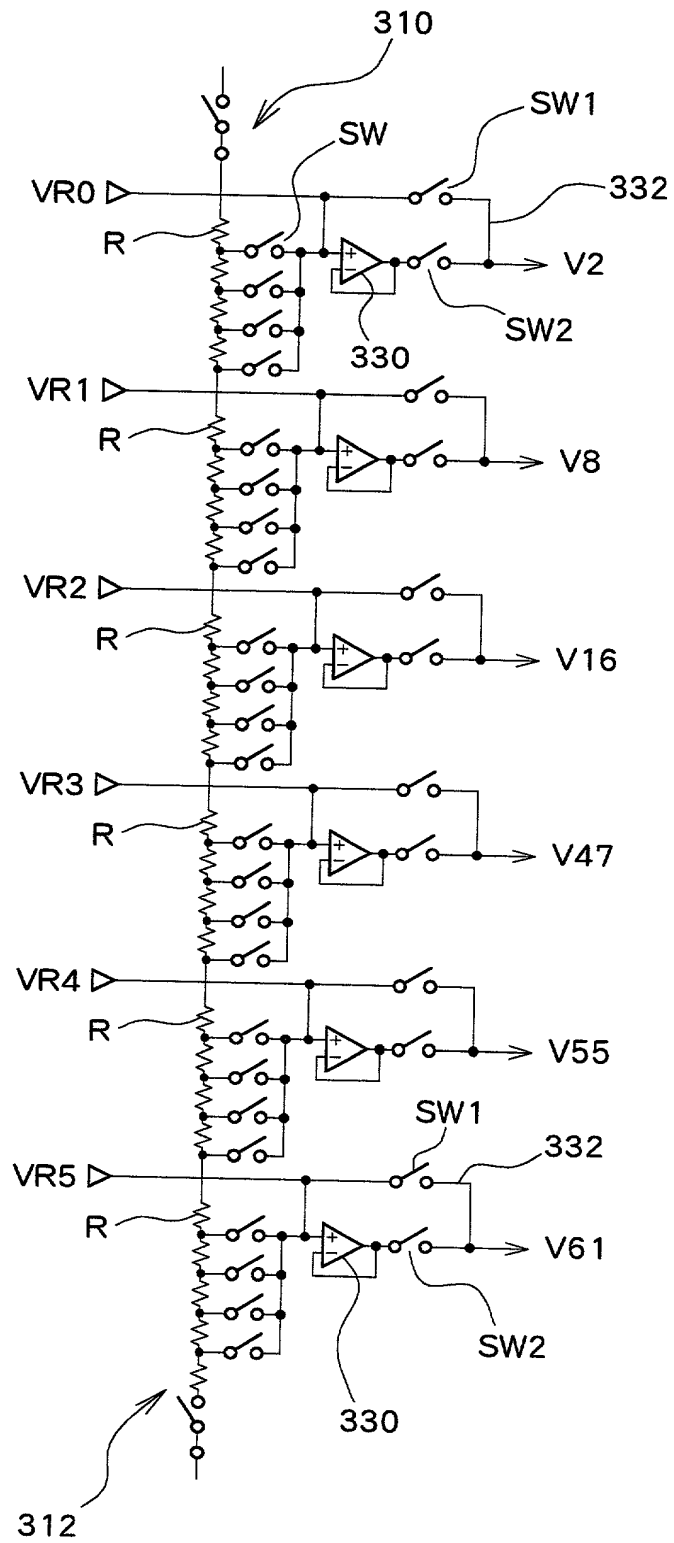 310
SW
SW1
VR0
332
R
+
−
V2
SW2
330
VR1
R
+
−
V8
VR2
R
+
−
V16
VR3
R
+
−
V47
VR4
R
+
−
V55
SW1
332
VR5
R
+
−
V61
SW2
330
312